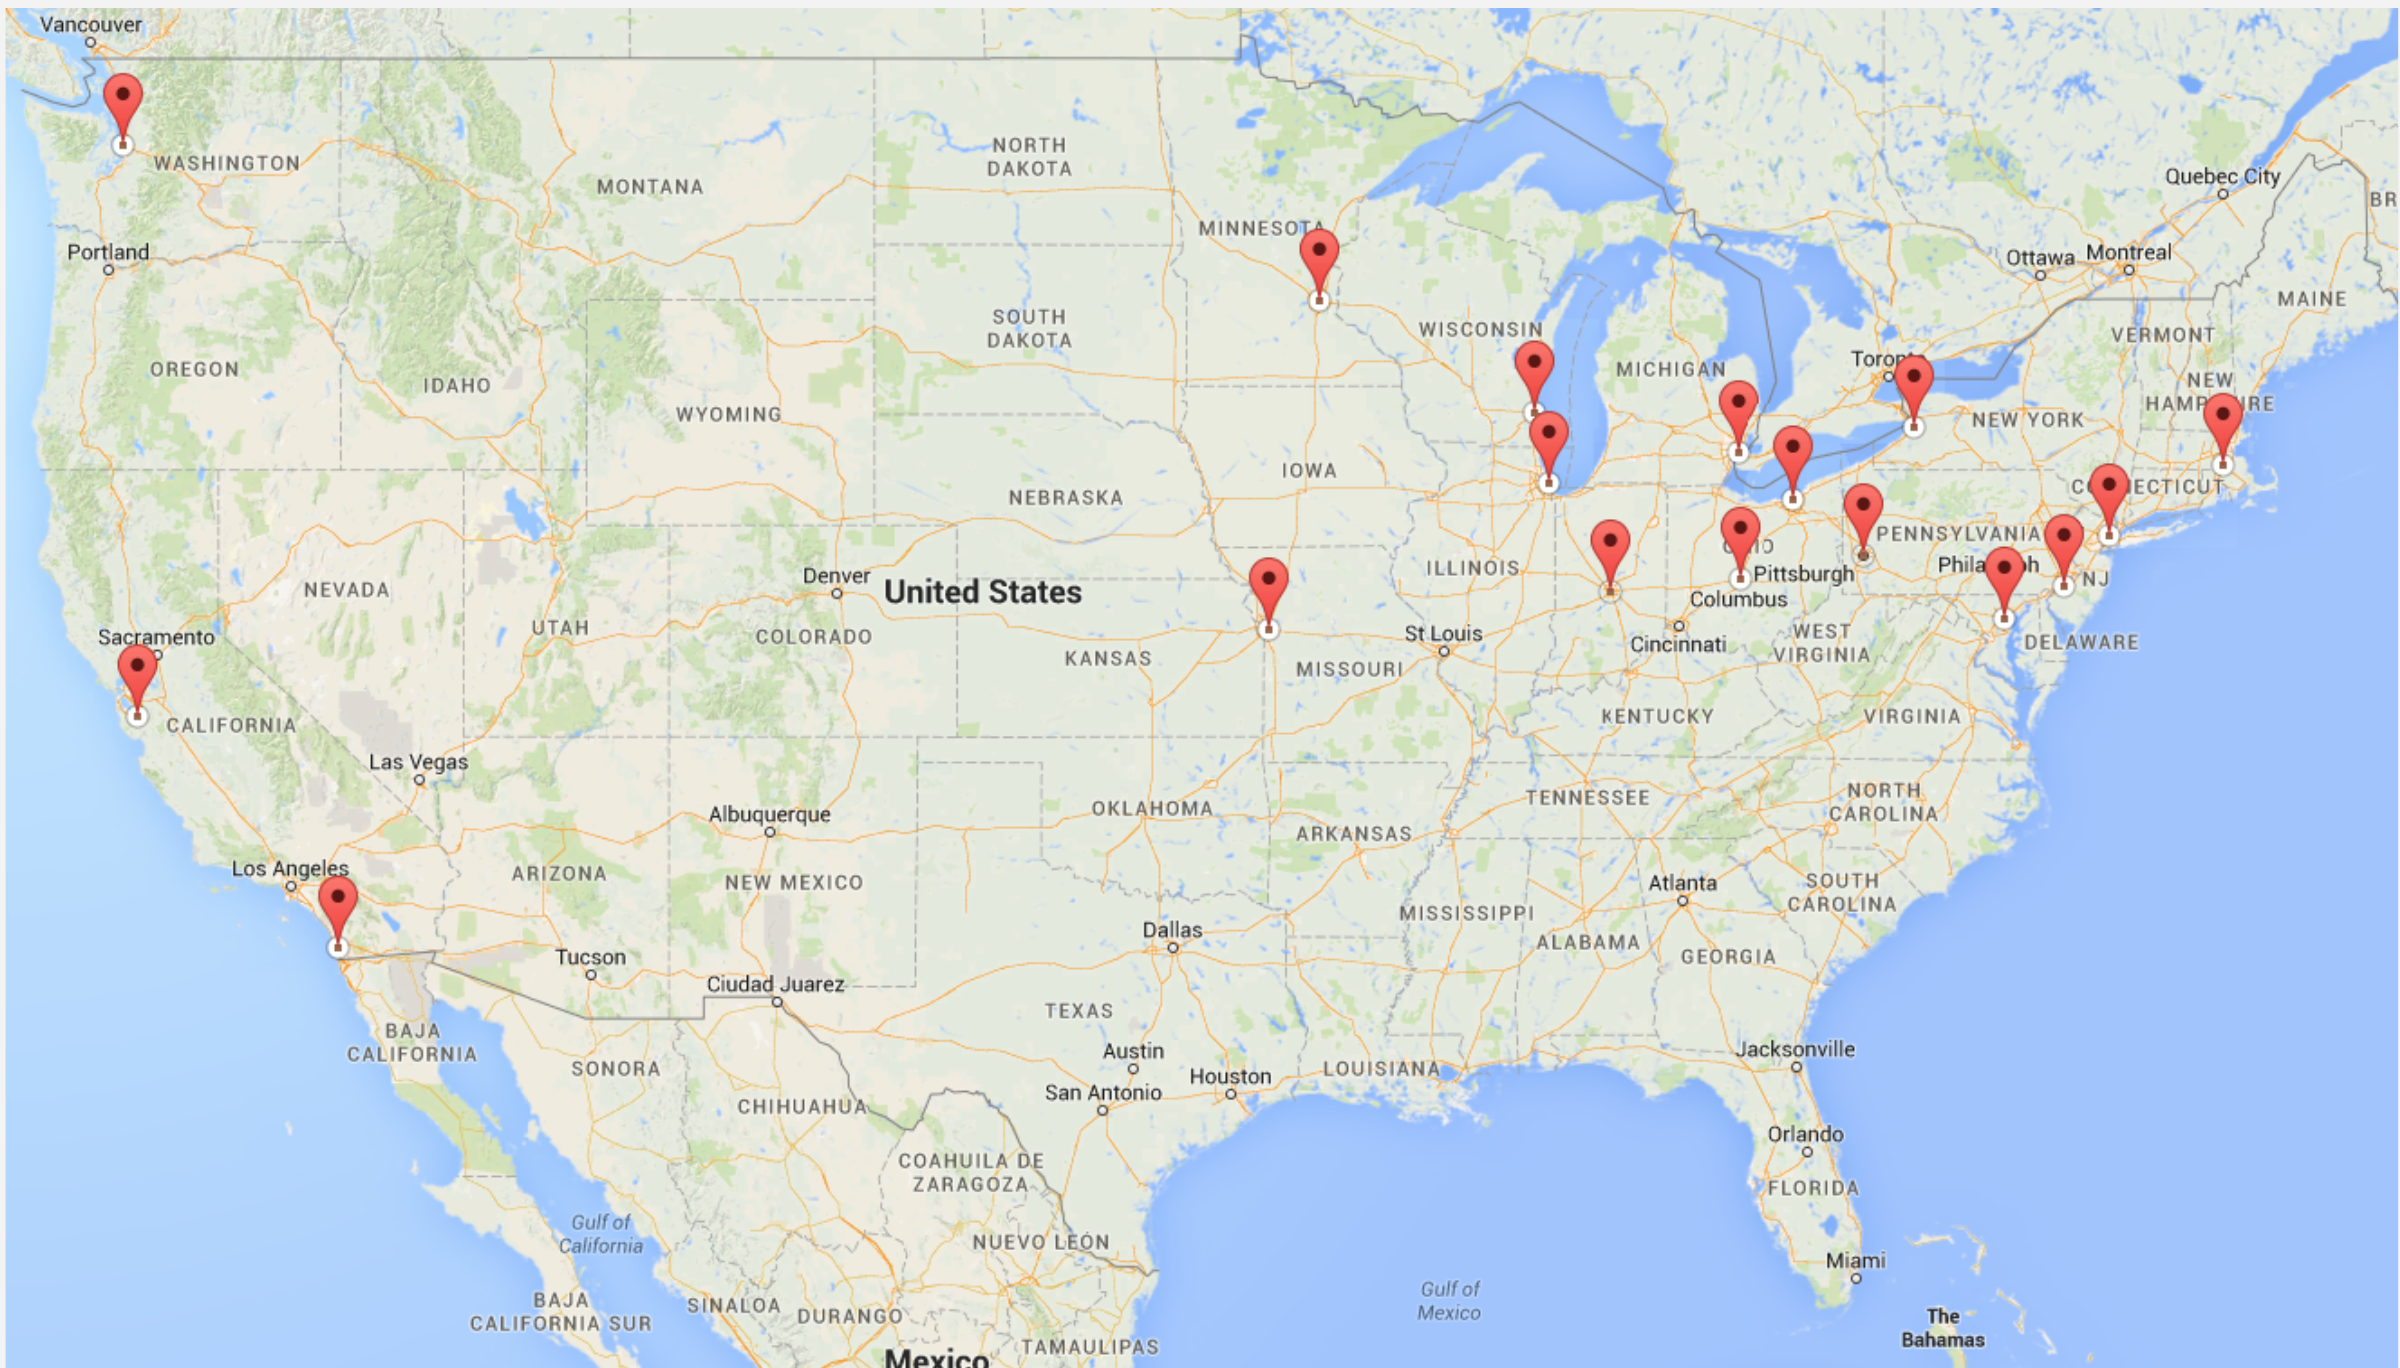 Vancouver
WASHINGTON
MONTANA
NORTH
DAKOTA
MINNESOTA
Quebec City
BR
Portland
Ottawa
Montreal
MAINE
OREGON
IDAHO
SOUTH
DAKOTA
WISCONSIN
MICHIGAN
VERMONT
WYOMING
NEW YORK
NEW
IOWA
NEBRASKA
PENNSYLVANIA
NEVADA
Denver
United States
ILLINOIS
Pittsburgh
NJ
Columbus
Sacramento
UTAH
COLORADO
KANSAS
St Louis
MISSOURI
Cincinnati
WEST
VIRGINIA
DELAWARE
CALIFORNIA
KENTUCKY
VIRGINIA
Las Vegas
Albuquerque
OKLAHOMA
TENNESSEE
NORTH
CAROLINA
ARKANSAS
Los Angeles
ARIZONA
NEW MEXICO
Atlanta
SOUTH
CAROLINA
MISSISSIPPI
Dallas
ALABAMA
GEORGIA
Tucson
Ciudad Juarez
TEXAS
BAJA
CALIFORNIA
SONORA
Austin
San Antonio
Houston
LOUISIANA
Jacksonville
CHIHUAHUA
Orlando
COAHUILA DE
ZARAGOZA
FLORIDA
Gulf of
California
NUEVO LEÓN
Miami
Gulf of
Mexico
BAJA
CALIFORNIA SUR
SINALOA
DURANGO
TAMAULIPAS
The
Bahamas
Mexico